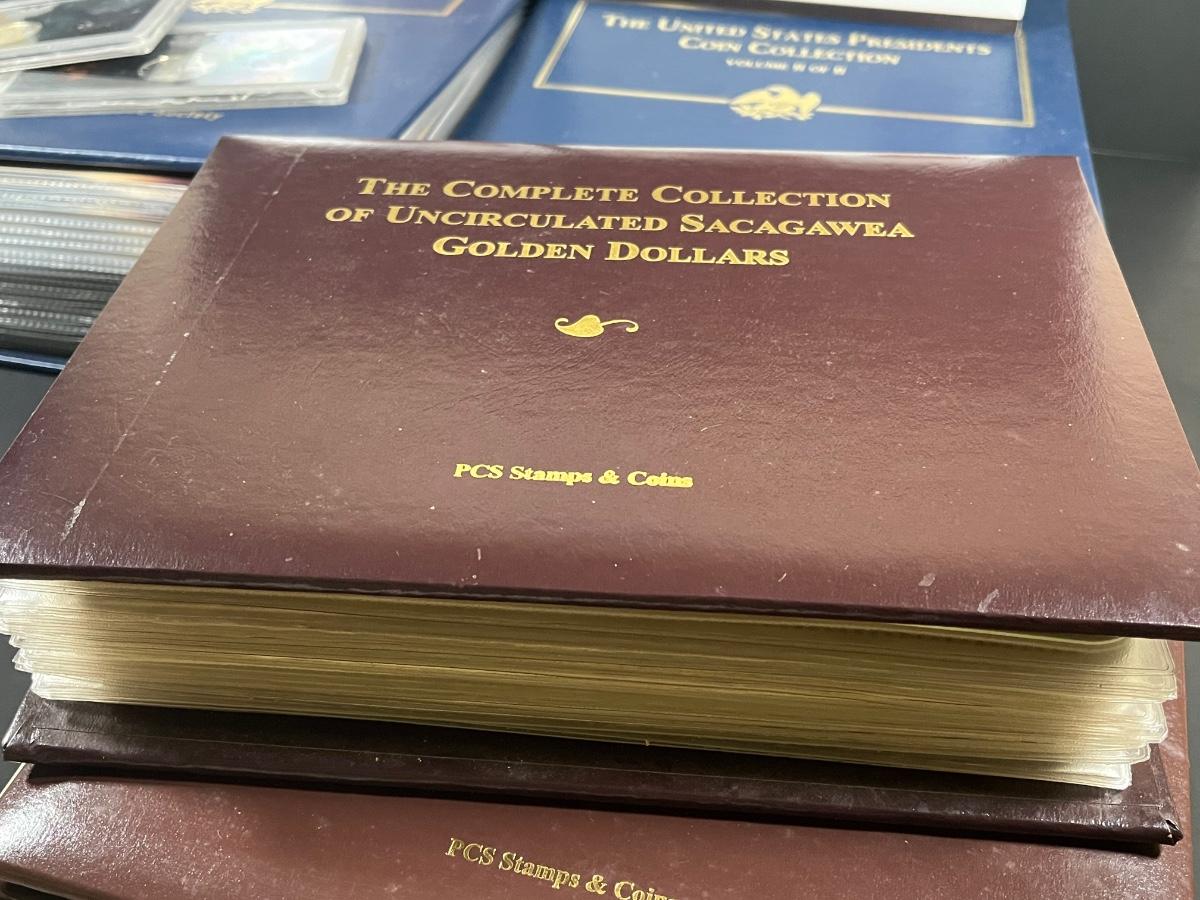 THE UNITED STATES PRESIDENTS
COIN COLLECTION
Society
THE COMPLETE COLLECTION
OF UNCIRCULATED SACAGAWEA
GOLDEN DOLLARS
PCS Stamps & Coins
PCS Stamps & Coins